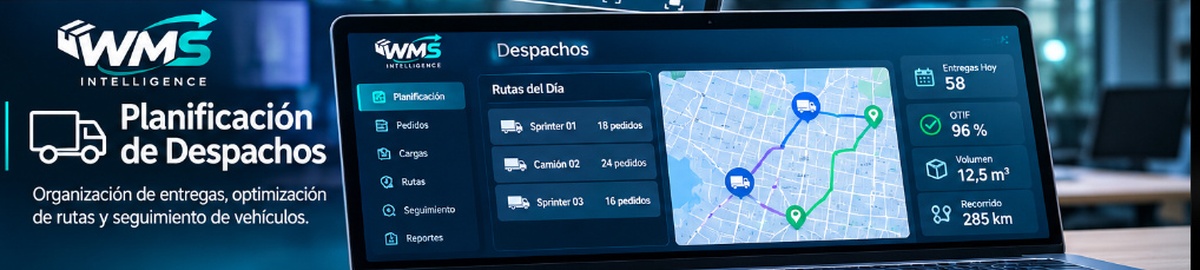 WMS
INTELLIGENCE
Planificación
de Despachos
Organización de entregas, optimización
de rutas y seguimiento de vehículos.
WMS
INTELLIGENCE
Despachos
Planificación
Pedidos
Cargas
Rutas
Seguimiento
Reportes
Rutas del Día
Sprinter 01 18 pedidos
Camión 02 24 pedidos
Sprinter 03 16 pedidos
Entregas Hoy
58
OTIF
96 %
Volumen
12,5 m³
Recorrido
285 km